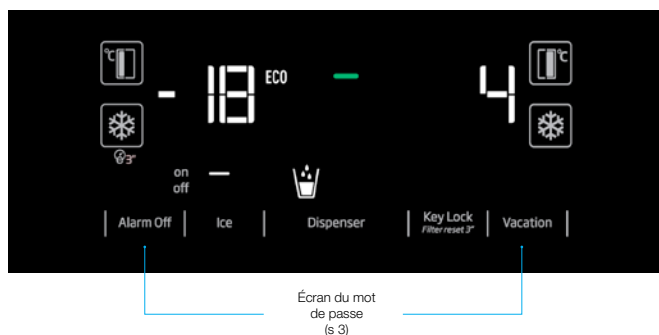 °C
°C
- 18
ECO
4
3"
on
off
Alarm Off
Ice
Dispenser
Key Lock
Filter reset 3"
Vacation
Écran du mot
de passe
(s 3)